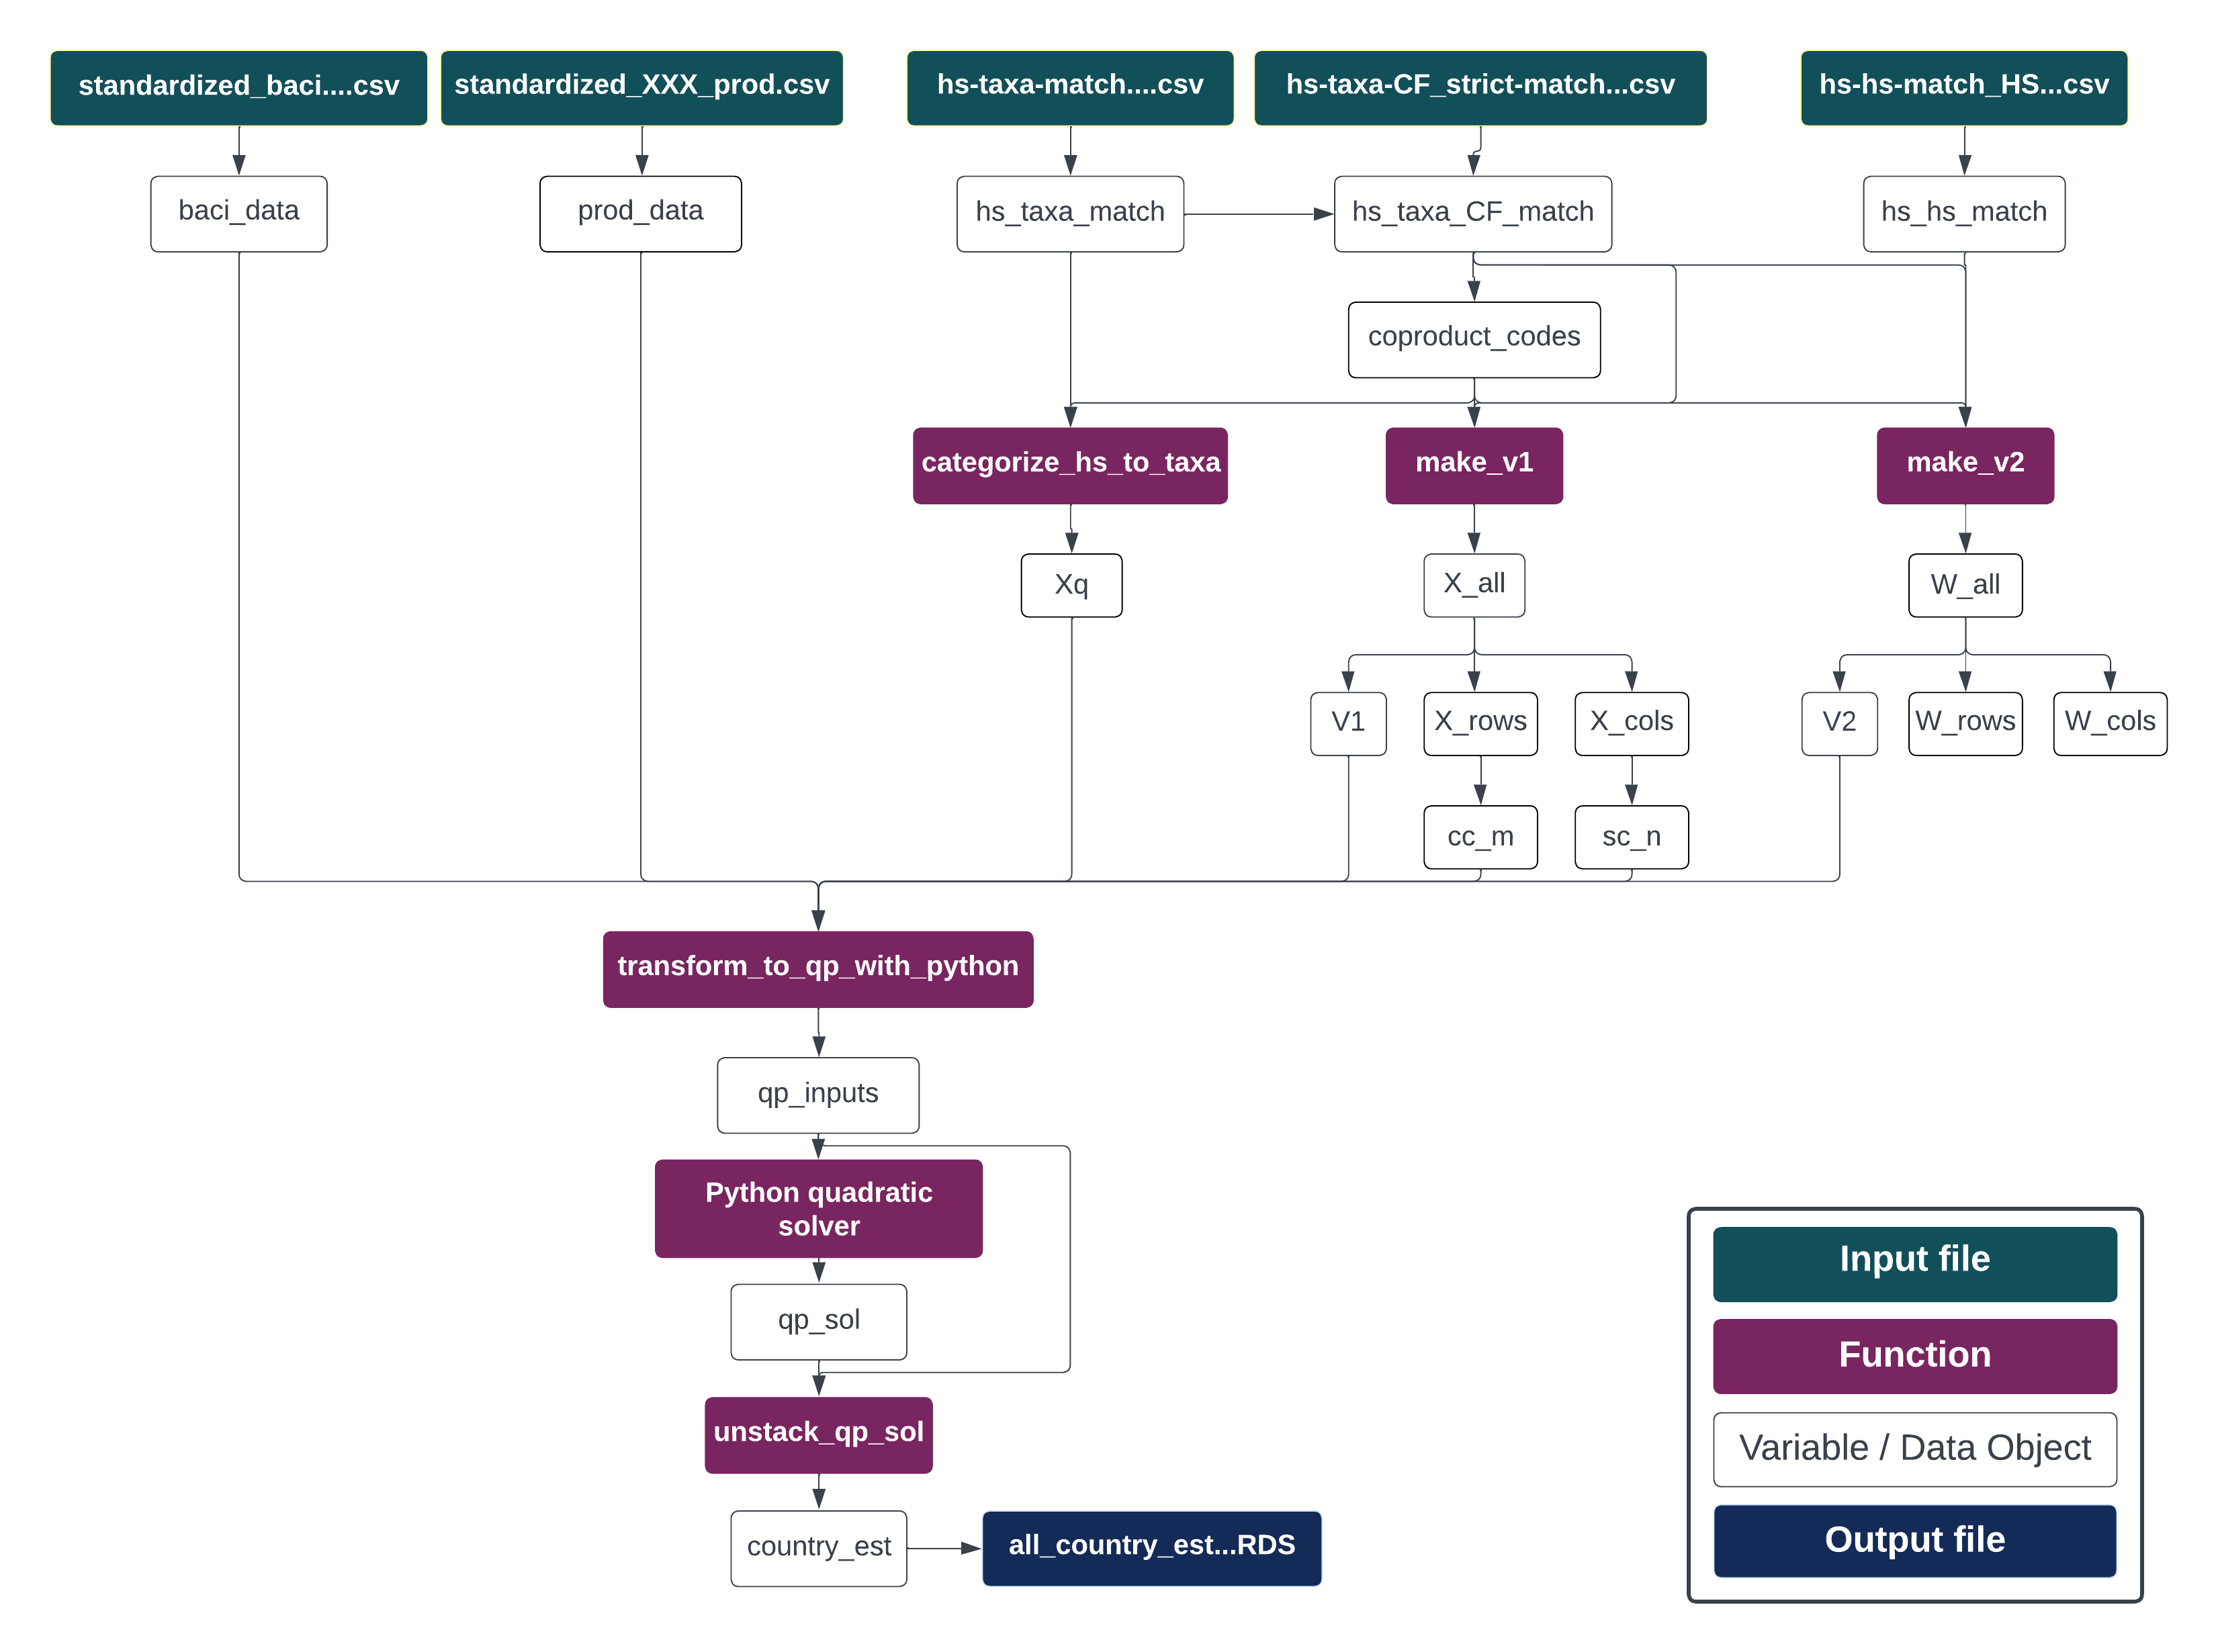 standardized_baci....csv
standardized_XXX_prod.csv
hs-taxa-match....csv
hs-taxa-CF_strict-match...csv
hs-hs-match_HS...csv
baci_data
prod_data
hs_taxa_match
hs_taxa_CF_match
hs_hs_match
coproduct_codes
categorize_hs_to_taxa
make_v1
make_v2
Xq
X_all
W_all
V1
X_rows
X_cols
V2
W_rows
W_cols
cc_m
sc_n
transform_to_qp_with_python
qp_inputs
Python quadratic
solver
qp_sol
unstack_qp_sol
country_est
all_country_est...RDS
Input file
Function
Variable / Data Object
Output file